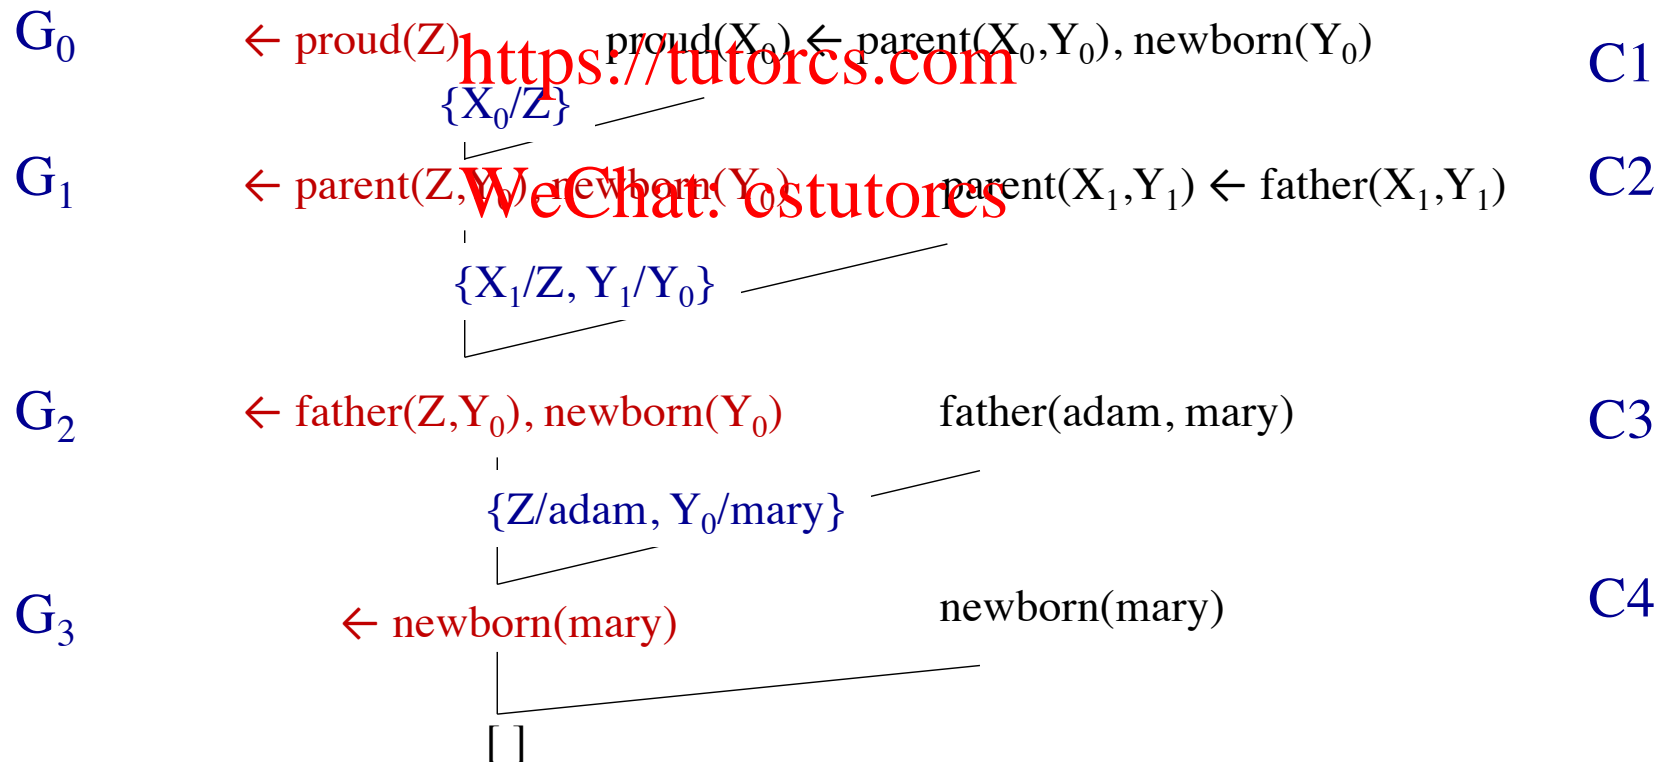 G₀ ← proud(Z) proud(X₀) ← parent(X₀,Y₀), newborn(Y₀) C1
https://tutorcs.com
{X₀/Z}
G₁ ← parent(Z,Y₀), newborn(Y₀) parent(X₁,Y₁) ← father(X₁,Y₁) C2
WeChat: cstutorcs
{X₁/Z, Y₁/Y₀}
G₂ ← father(Z,Y₀), newborn(Y₀) father(adam, mary) C3
{Z/adam, Y₀/mary}
G₃ ← newborn(mary) newborn(mary) C4
[ ]